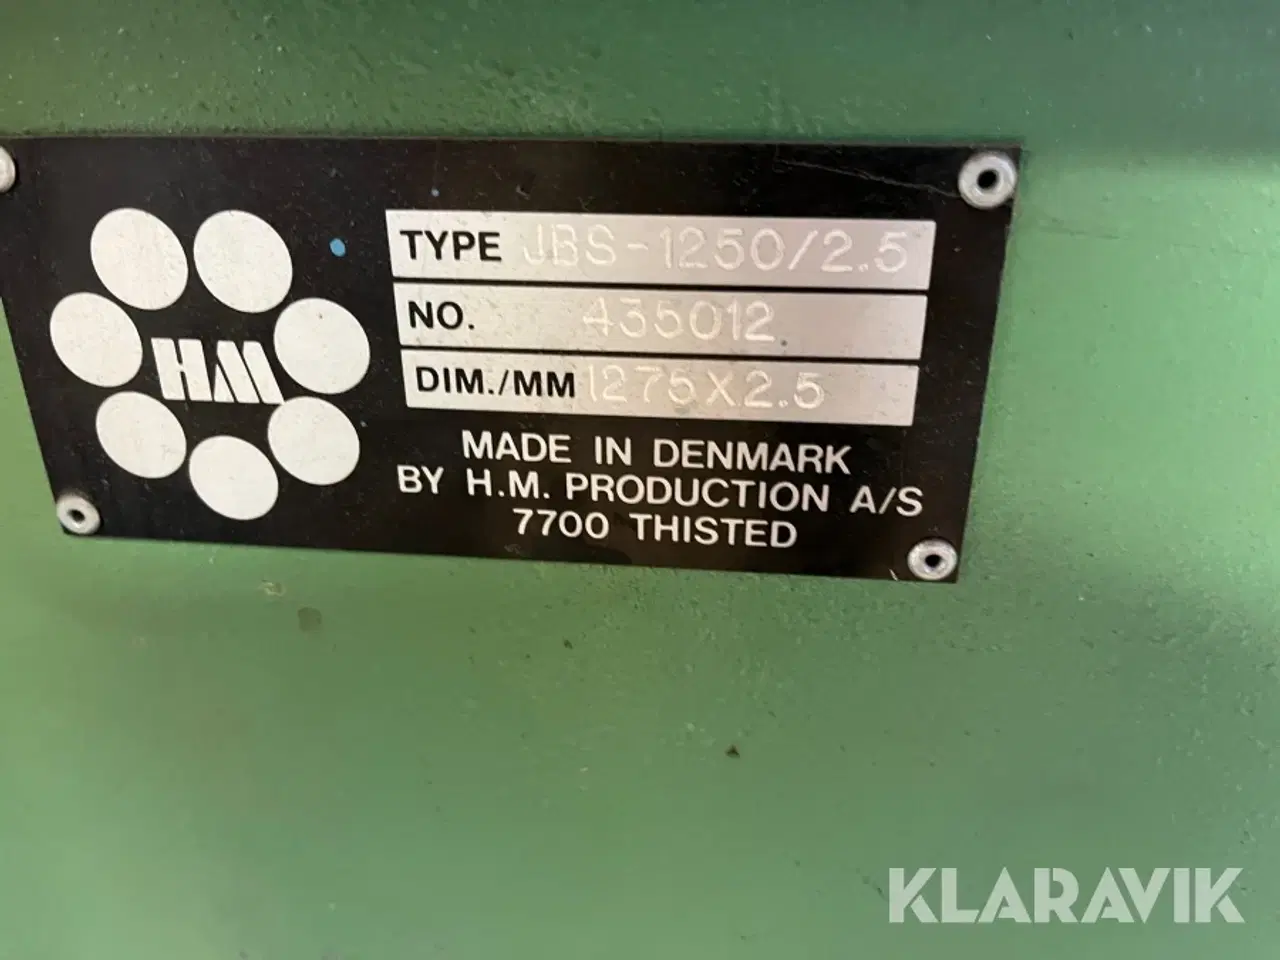 HM
TYPE JBS-1250/2.5
NO. 435012
DIM./MM 1275X2.5
MADE IN DENMARK
BY H.M. PRODUCTION A/S
7700 THISTED
KLARAVIK